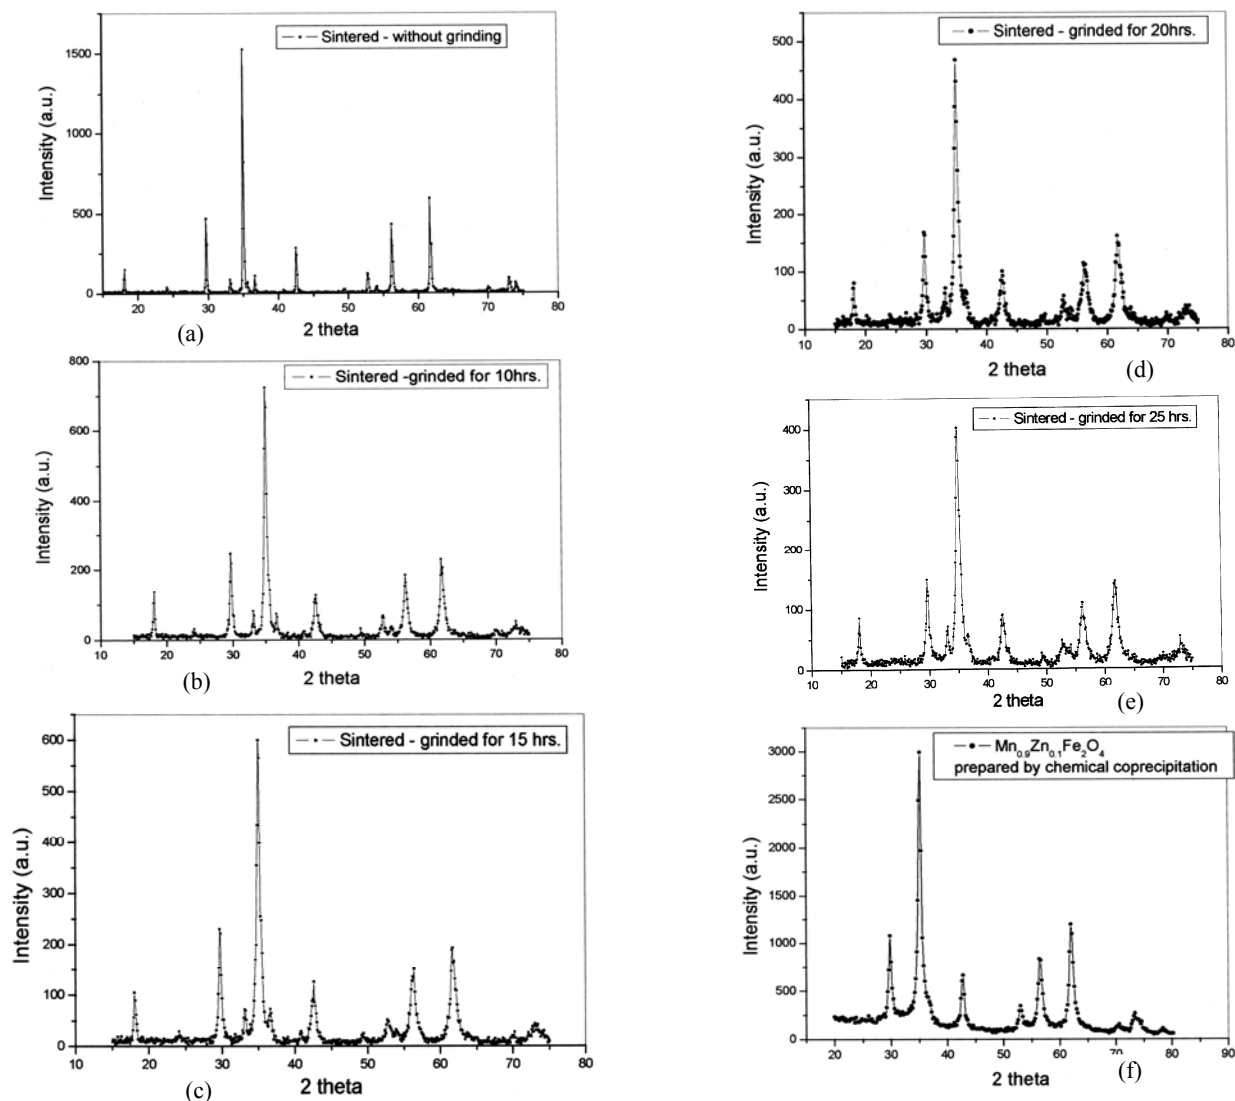 Sintered - without grinding
1500
1000
500
0
20 30 40 50 60 70 80
Intensity (a.u.)
2 theta
(a)
Sintered -grinded for 10hrs.
800
600
400
200
0
10 20 30 40 50 60 70 80
Intensity (a.u.)
2 theta
(b)
Sintered - grinded for 15 hrs.
600
500
400
300
200
100
0
10 20 30 40 50 60 70 80
Intensity (a.u.)
2 theta
(c)
Sintered - grinded for 20hrs.
500
400
300
200
100
0
10 20 30 40 50 60 70 80
Intensity (a.u.)
2 theta
(d)
Sintered - grinded for 25 hrs.
400
300
200
100
0
10 20 30 40 50 60 70 80
Intensity (a.u.)
2 theta
(e)
Mn0.9Zn0.1Fe2O4
prepared by chemical coprecipitation
3000
2500
2000
1500
1000
500
0
20 30 40 50 60 70 80 90
Intensity (a.u.)
2 theta
(f)